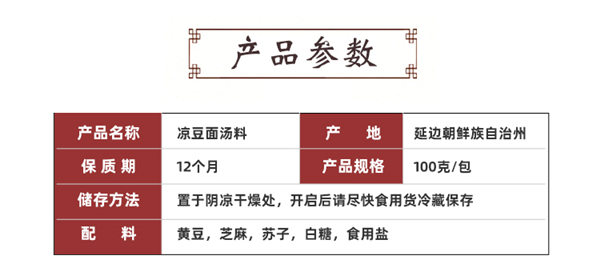 产品参数
产品名称 凉豆面汤料 产 地 延边朝鲜族自治州
保质期 12个月 产品规格 100克/包
储存方法 置于阴凉干燥处，开启后请尽快食用货冷藏保存
配 料 黄豆，芝麻，苏子，白糖，食用盐